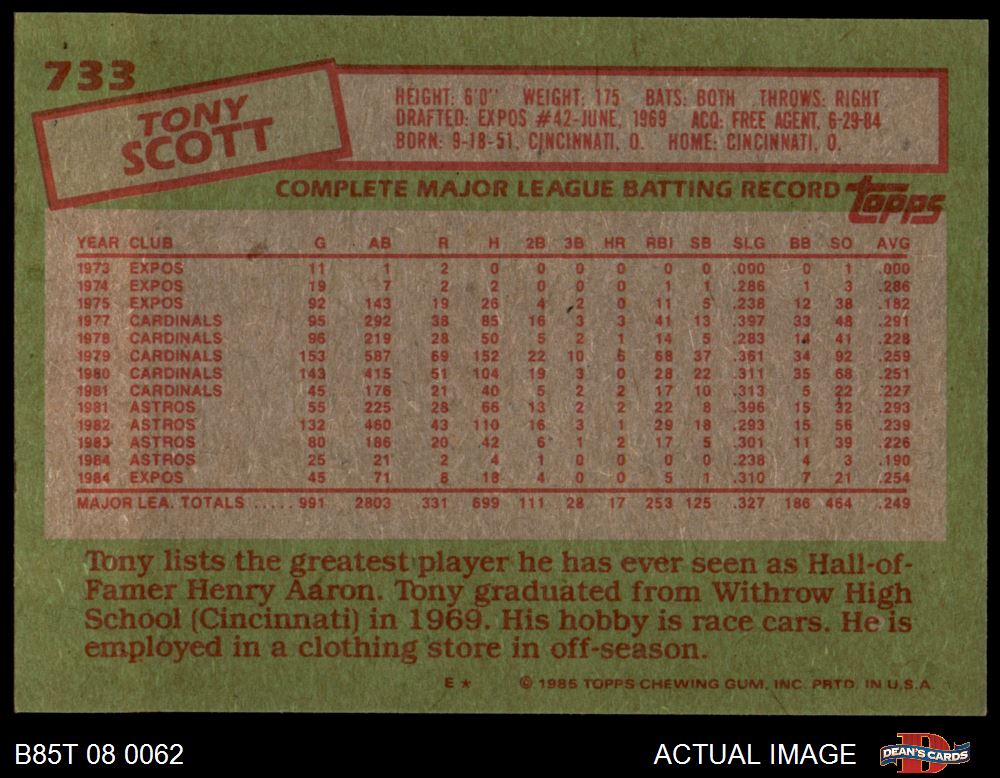 733
TONY
SCOTT
HEIGHT: 6'0" WEIGHT: 175 BATS: BOTH THROWS: RIGHT
DRAFTED: EXPOS #42-JUNE, 1969 ACQ: FREE AGENT, 6-29-84
BORN: 9-18-51, CINCINNATI, O. HOME: CINCINNATI, O.
COMPLETE MAJOR LEAGUE BATTING RECORD topps
YEAR CLUB G AB R H 2B 3B HR RBI SB SLG BB SO AVG
1973 EXPOS 11 1 2 0 0 0 0 0 0 .000 0 1 .000
1974 EXPOS 19 7 2 2 0 0 0 1 1 .286 1 3 .286
1975 EXPOS 92 143 19 26 4 2 0 11 5 .238 12 38 .182
1977 CARDINALS 95 292 38 85 16 3 3 41 13 .397 33 48 .291
1978 CARDINALS 96 219 28 50 5 2 1 14 5 .283 14 41 .228
1979 CARDINALS 153 587 69 152 22 10 6 68 37 .361 34 92 .259
1980 CARDINALS 143 415 51 104 19 3 0 28 22 .311 35 68 .251
1981 CARDINALS 45 176 21 40 5 2 2 17 10 .313 5 22 .227
1981 ASTROS 55 225 28 66 13 2 2 22 8 .396 15 32 .293
1982 ASTROS 132 460 43 110 16 3 1 29 18 .293 15 56 .239
1983 ASTROS 80 186 20 42 6 1 2 17 5 .301 11 39 .226
1984 ASTROS 25 21 2 4 1 0 0 0 0 .238 4 3 .190
1984 EXPOS 45 71 8 18 4 0 0 5 1 .310 7 21 .254
MAJOR LEA. TOTALS ..... 991 2803 331 699 111 28 17 253 125 .327 186 464 .249
Tony lists the greatest player he has ever seen as Hall-of-
Famer Henry Aaron. Tony graduated from Withrow High
School (Cincinnati) in 1969. His hobby is race cars. He is
employed in a clothing store in off-season.
E * © 1985 TOPPS CHEWING GUM, INC. PRTD. IN U.S.A.
B85T 08 0062 ACTUAL IMAGE DEAN'S CARDS